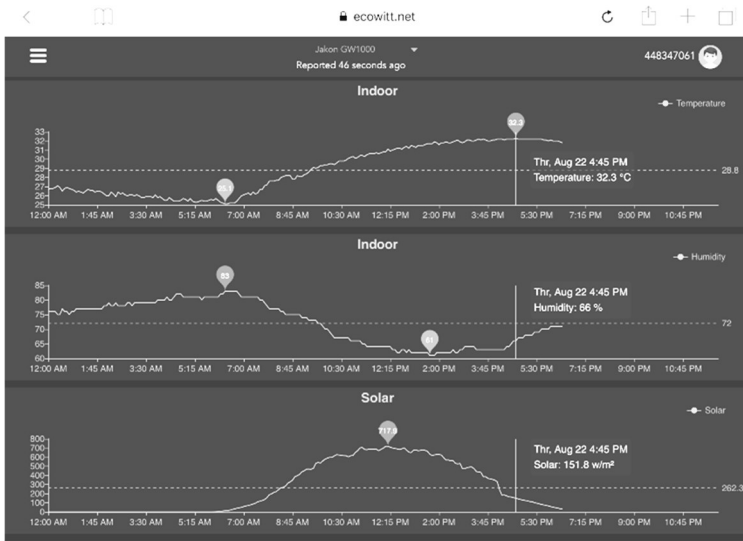 ecowitt.net
Jakon GW1000
Reported 46 seconds ago
448347061
Indoor
Temperature
33
32
31
30
29
28
27
26
25
32.3
25.1
Thr, Aug 22 4:45 PM
Temperature: 32.3 °C
28.8
12:00 AM 1:45 AM 3:30 AM 5:15 AM 7:00 AM 8:45 AM 10:30 AM 12:15 PM 2:00 PM 3:45 PM 5:30 PM 7:15 PM 9:00 PM 10:45 PM
Indoor
Humidity
85
80
75
70
65
60
83
61
Thr, Aug 22 4:45 PM
Humidity: 66 %
72
12:00 AM 1:45 AM 3:30 AM 5:15 AM 7:00 AM 8:45 AM 10:30 AM 12:15 PM 2:00 PM 3:45 PM 5:30 PM 7:15 PM 9:00 PM 10:45 PM
Solar
Solar
800
700
600
500
400
300
200
100
0
717.9
Thr, Aug 22 4:45 PM
Solar: 151.8 w/m²
262.3
12:00 AM 1:45 AM 3:30 AM 5:15 AM 7:00 AM 8:45 AM 10:30 AM 12:15 PM 2:00 PM 3:45 PM 5:30 PM 7:15 PM 9:00 PM 10:45 PM